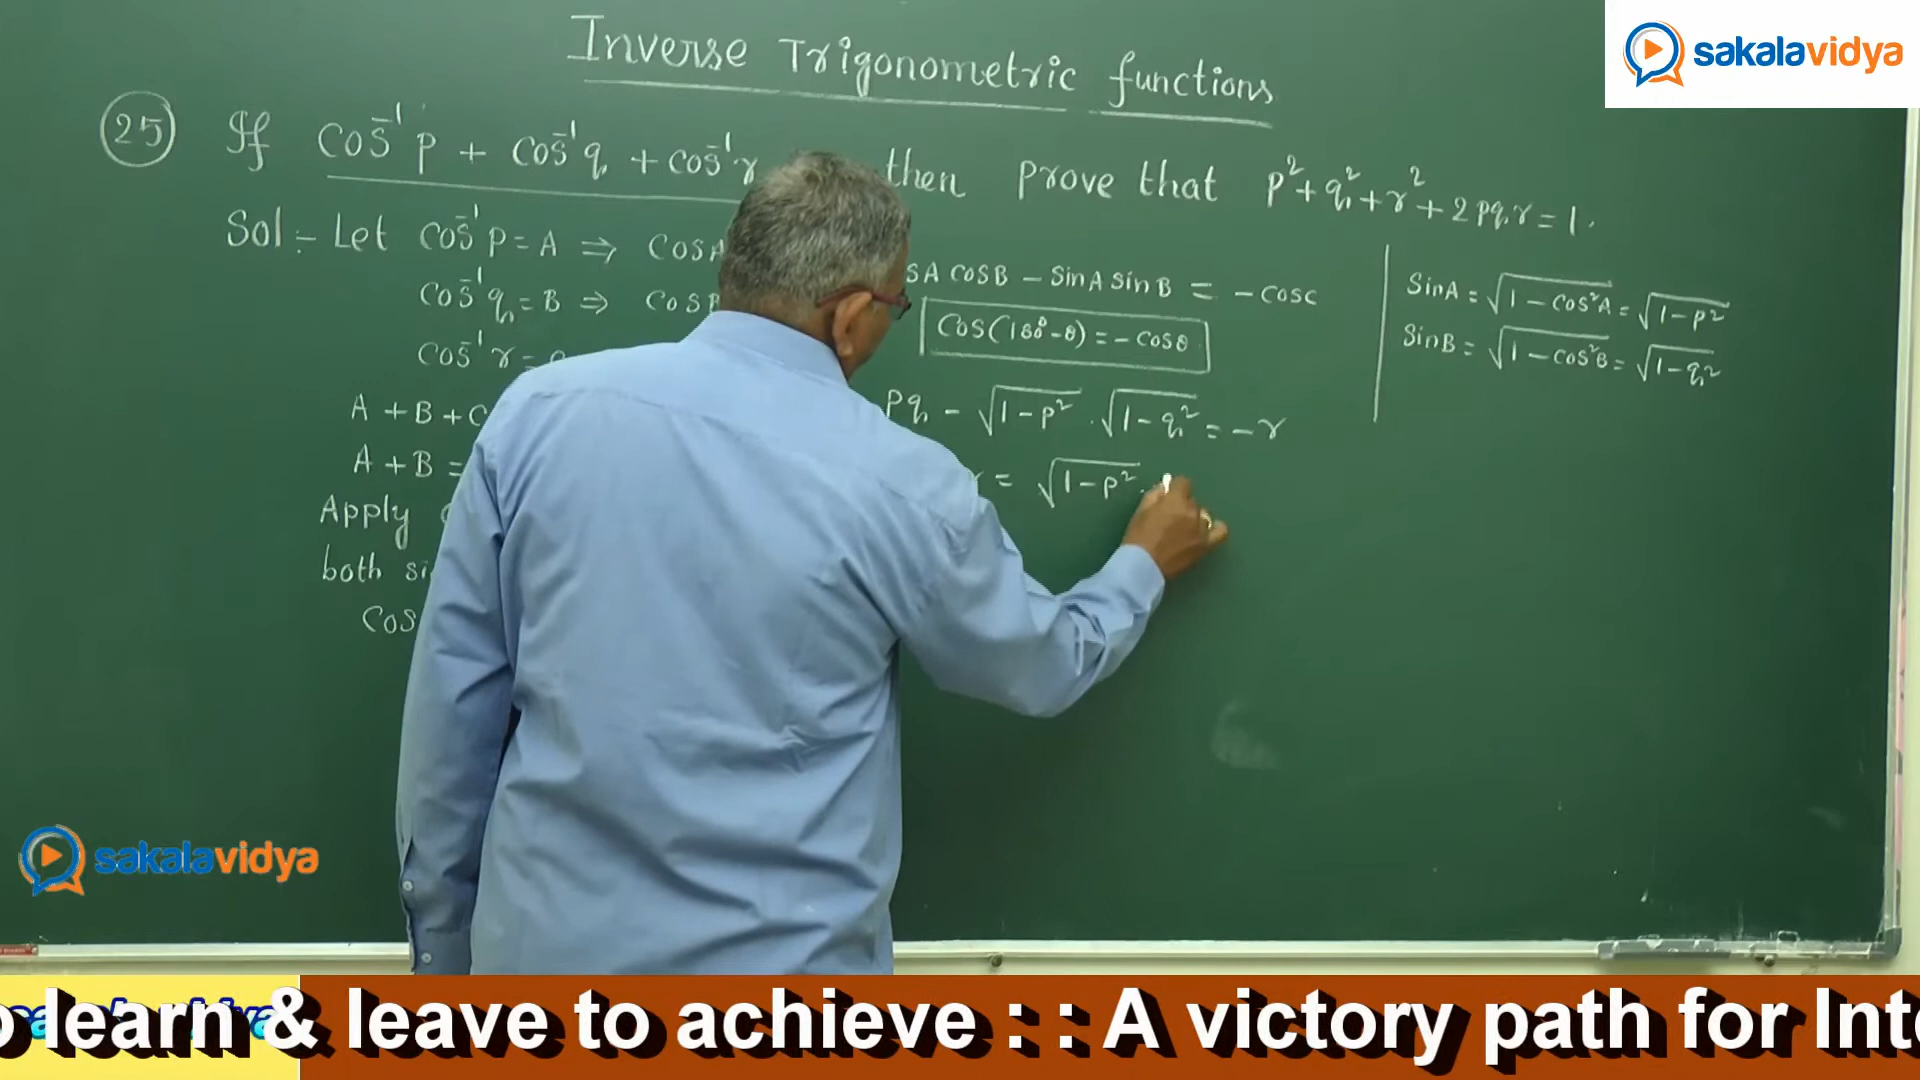 Inverse Trigonometric functions
sakalavidya
25 If Cos⁻¹p + Cos⁻¹q + cos⁻¹r then prove that p² + q² + r² + 2pqr = 1.
Sol:- Let Cos⁻¹p = A ⇒ CosA
Cos⁻¹q = B ⇒ CosB
Cos⁻¹r =
A + B + C
A + B =
Apply
both
Cos
CosB - SinA SinB = - cosC
Cos(180° - θ) = - cosθ
pq - √1-p² . √1-q² = - r
= √1-p² .
SinA = √1 - cos²A = √1-p²
SinB = √1 - cos²B = √1-q²
sakalavidya
learn & leave to achieve : : A victory path for